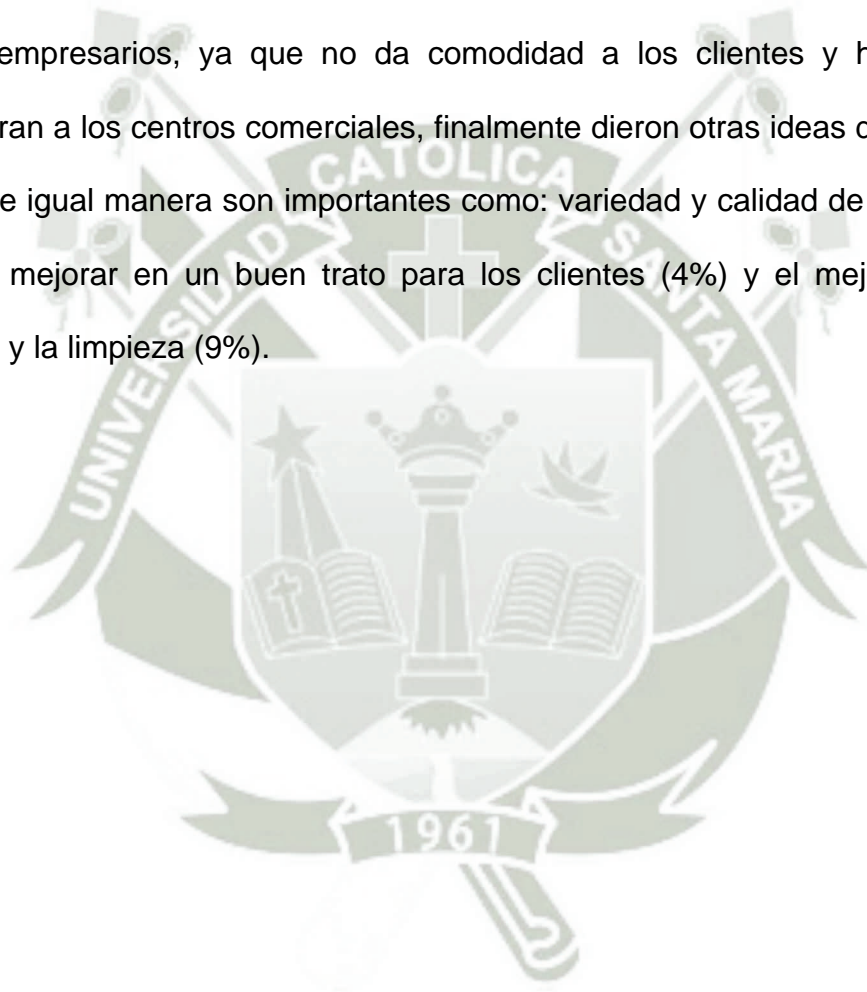 empresarios, ya que no da comodidad a los clientes y
ran a los centros comerciales, finalmente dieron otras ideas
e igual manera son importantes como: variedad y calidad de
mejorar en un buen trato para los clientes (4%) y el
y la limpieza (9%).
UNIVERSIDAD CATOLICA SANTA MARIA
1961